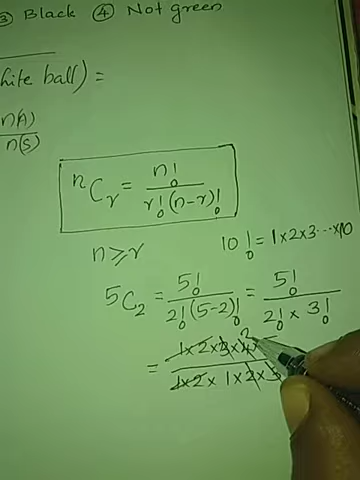 ③ Black ④ Not green
hite ball) =
n(A)
n(S)
ⁿCᵣ = n! / r!(n-r)!
n ≥ r
10! = 1×2×3···×10
5C₂ = 5! / 2!(5-2)! = 5! / 2! × 3!
= 1×2×3×4× / 1×2×1×2×3
2